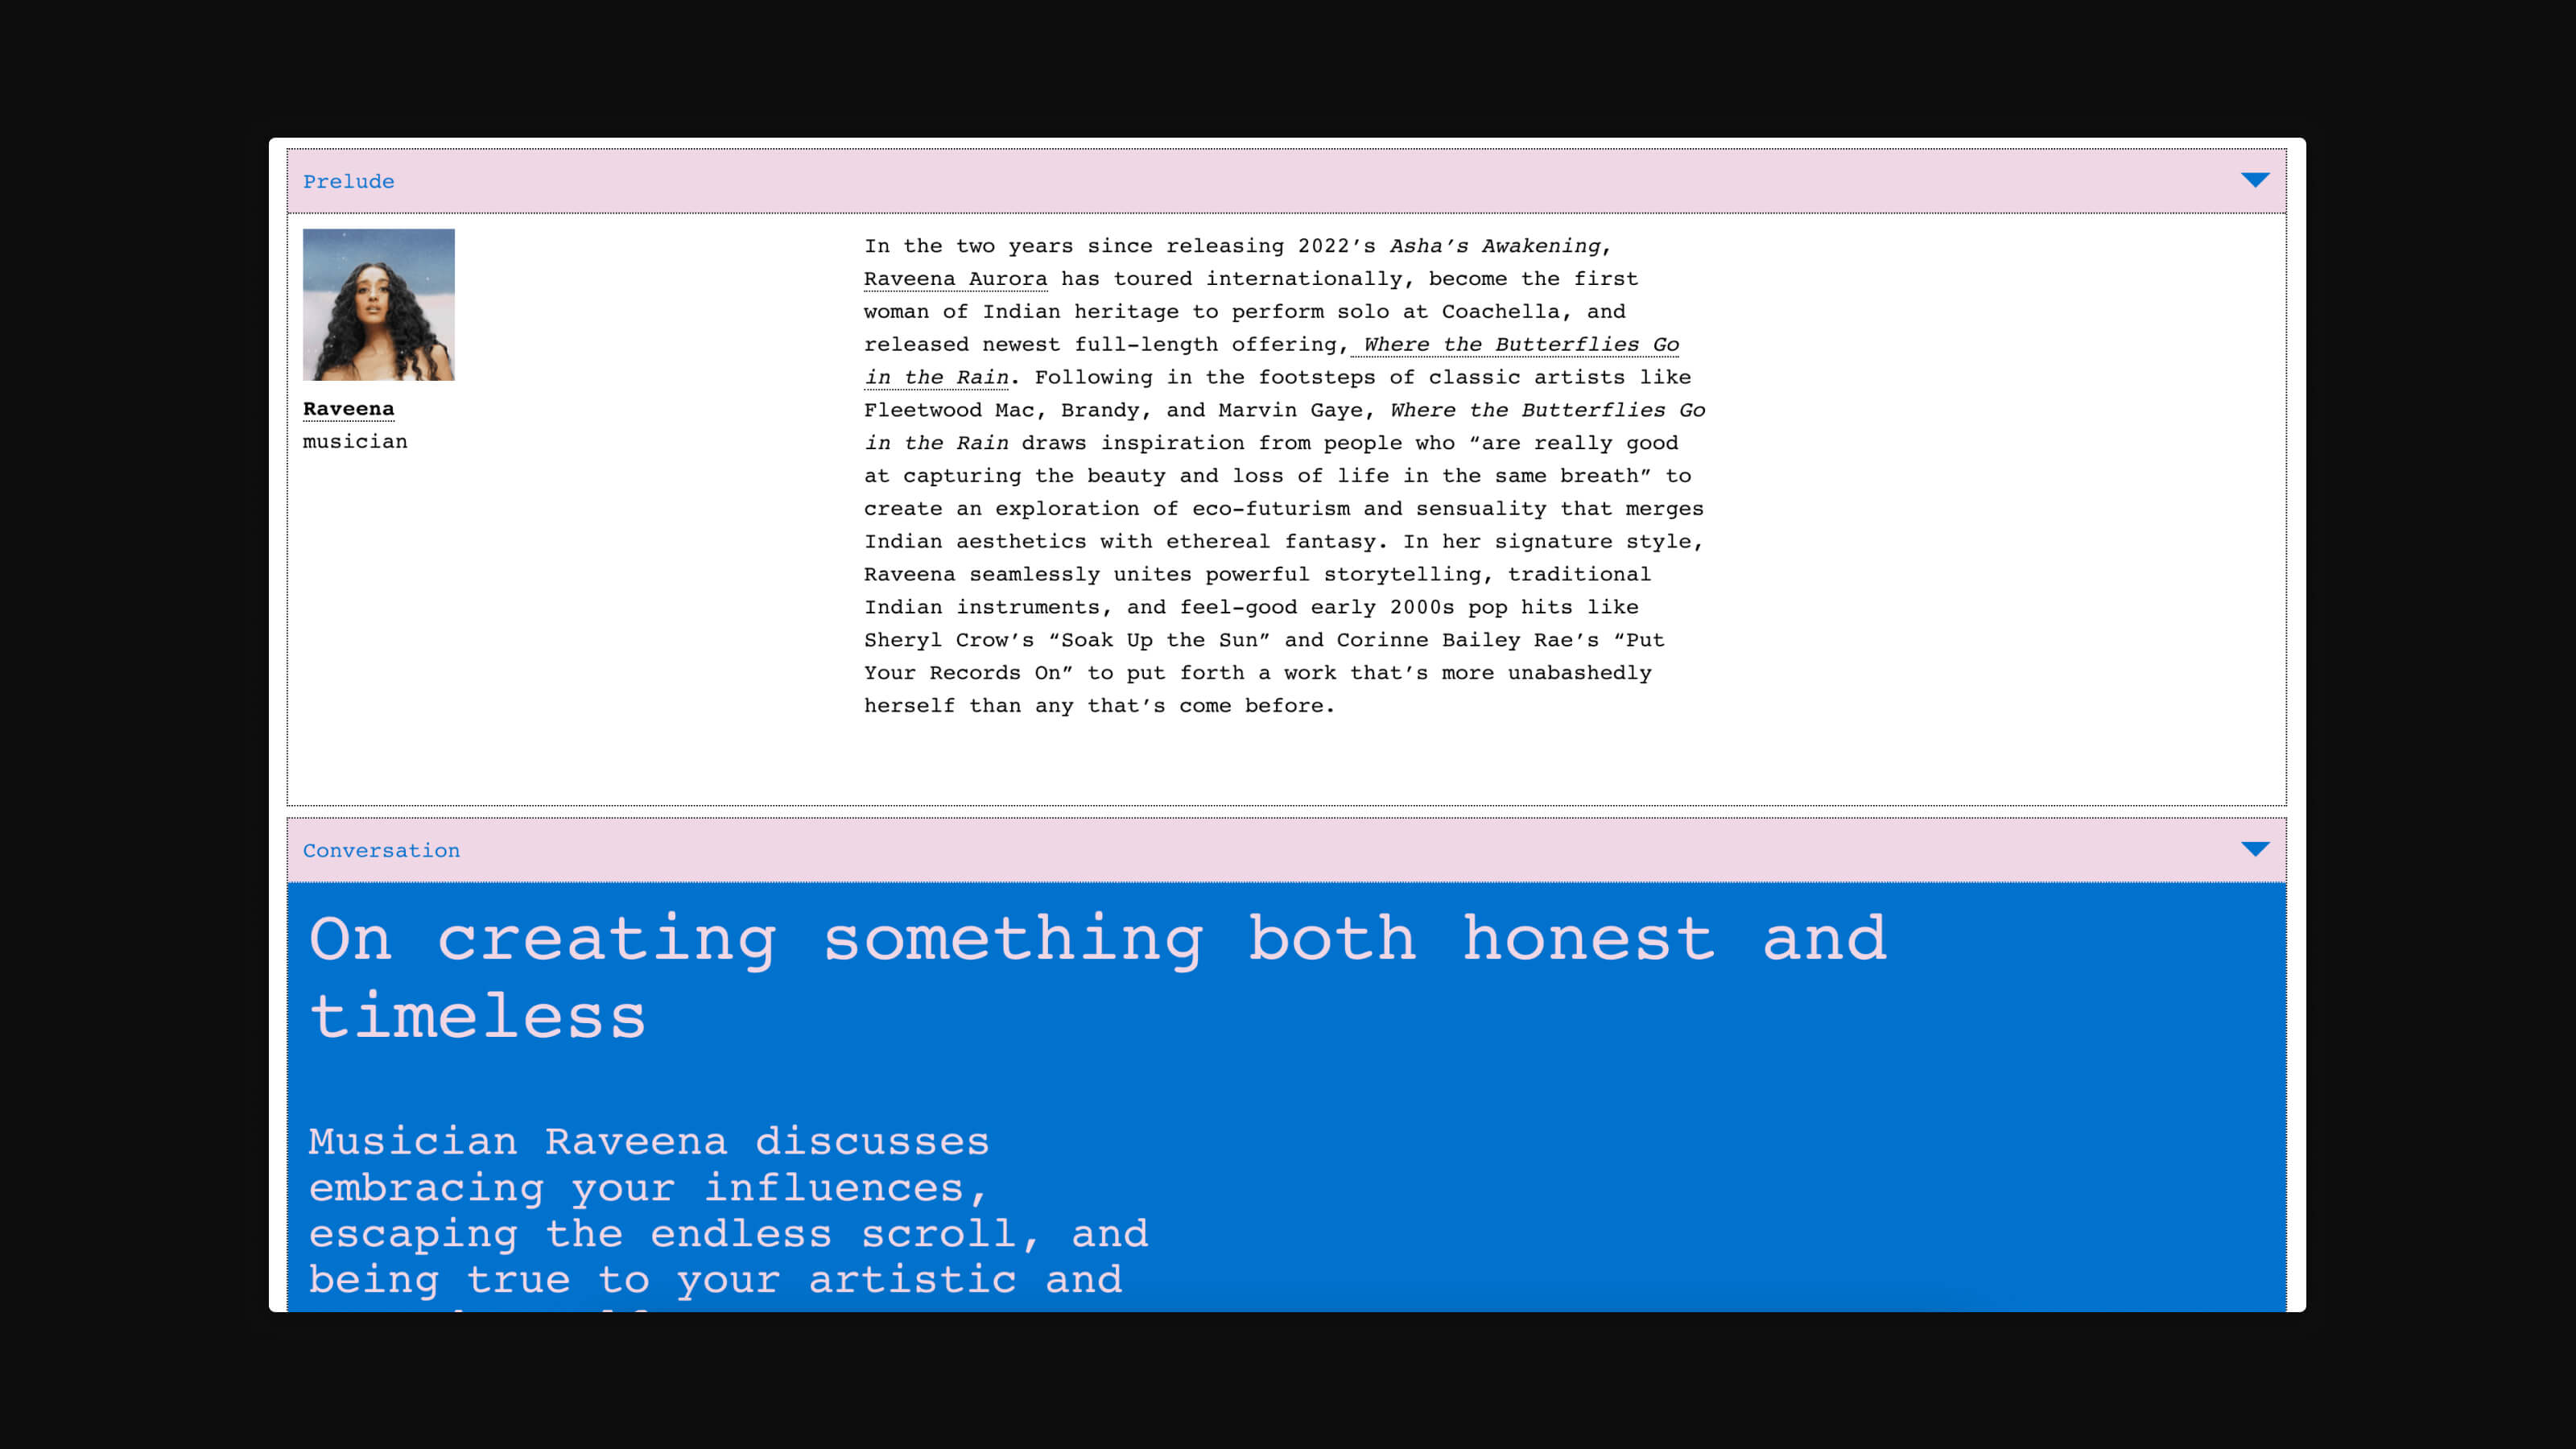 Prelude
Raveena
musician
In the two years since releasing 2022’s Asha’s Awakening,
Raveena Aurora has toured internationally, become the first
woman of Indian heritage to perform solo at Coachella, and
released newest full-length offering, Where the Butterflies Go
in the Rain. Following in the footsteps of classic artists like
Fleetwood Mac, Brandy, and Marvin Gaye, Where the Butterflies Go
in the Rain draws inspiration from people who “are really good
at capturing the beauty and loss of life in the same breath” to
create an exploration of eco-futurism and sensuality that merges
Indian aesthetics with ethereal fantasy. In her signature style,
Raveena seamlessly unites powerful storytelling, traditional
Indian instruments, and feel-good early 2000s pop hits like
Sheryl Crow’s “Soak Up the Sun” and Corinne Bailey Rae’s “Put
Your Records On” to put forth a work that’s more unabashedly
herself than any that’s come before.
Conversation
On creating something both honest and
timeless
Musician Raveena discusses
embracing your influences,
escaping the endless scroll, and
being true to your artistic and